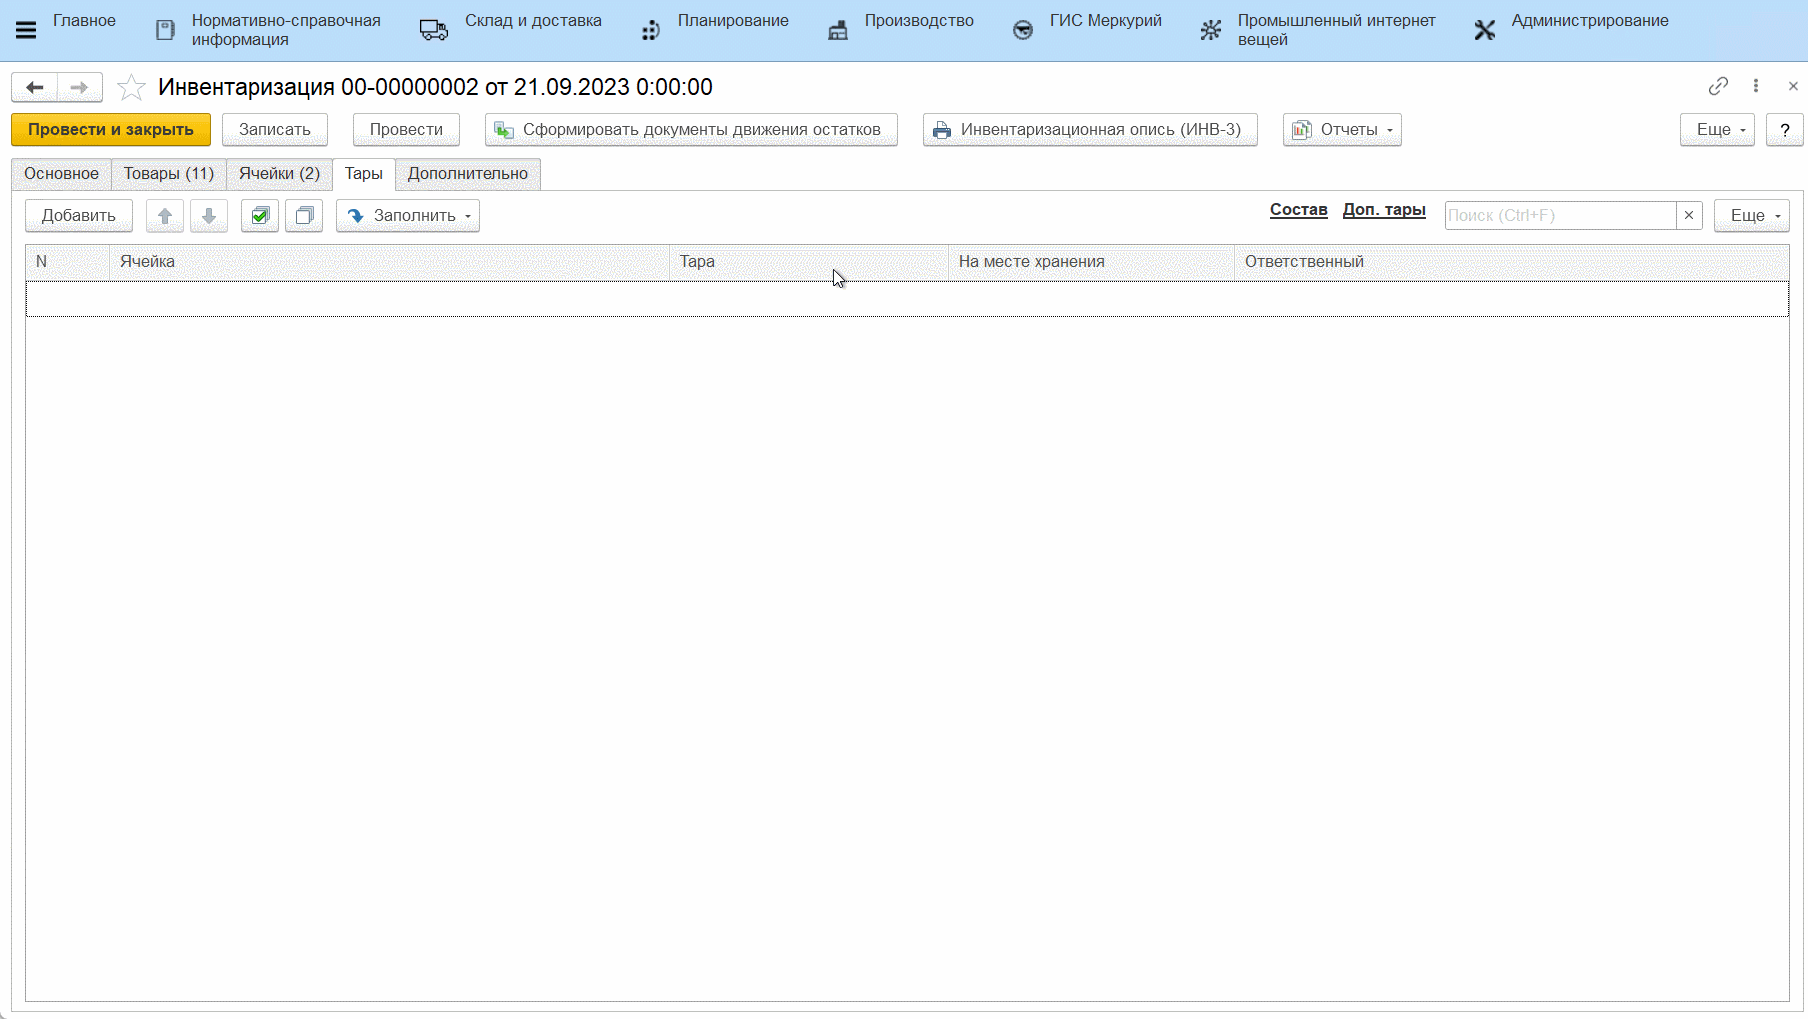 Главное
Нормативно-справочная
информация
Склад и доставка
Планирование
Производство
ГИС Меркурий
Промышленный интернет
вещей
Администрирование
Инвентаризация 00-00000002 от 21.09.2023 0:00:00
Провести и закрыть
Записать
Провести
Сформировать документы движения остатков
Инвентаризационная опись (ИНВ-3)
Отчеты
Еще
?
Основное
Товары (11)
Ячейки (2)
Тары
Дополнительно
Добавить
Заполнить
Состав
Доп. тары
Поиск (Ctrl+F)
Еще
N
Ячейка
Тара
На месте хранения
Ответственный